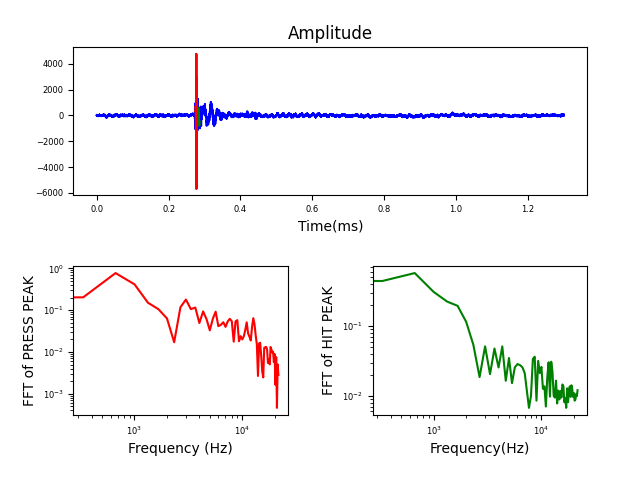 Amplitude
4000
2000
0
−2000
−4000
−6000
0.0 0.2 0.4 0.6 0.8 1.0 1.2
Time(ms)
FFT of PRESS PEAK
10⁰
10⁻¹
10⁻²
10⁻³
10³ 10⁴
Frequency (Hz)
FFT of HIT PEAK
10⁻¹
10⁻²
10³ 10⁴
Frequency(Hz)